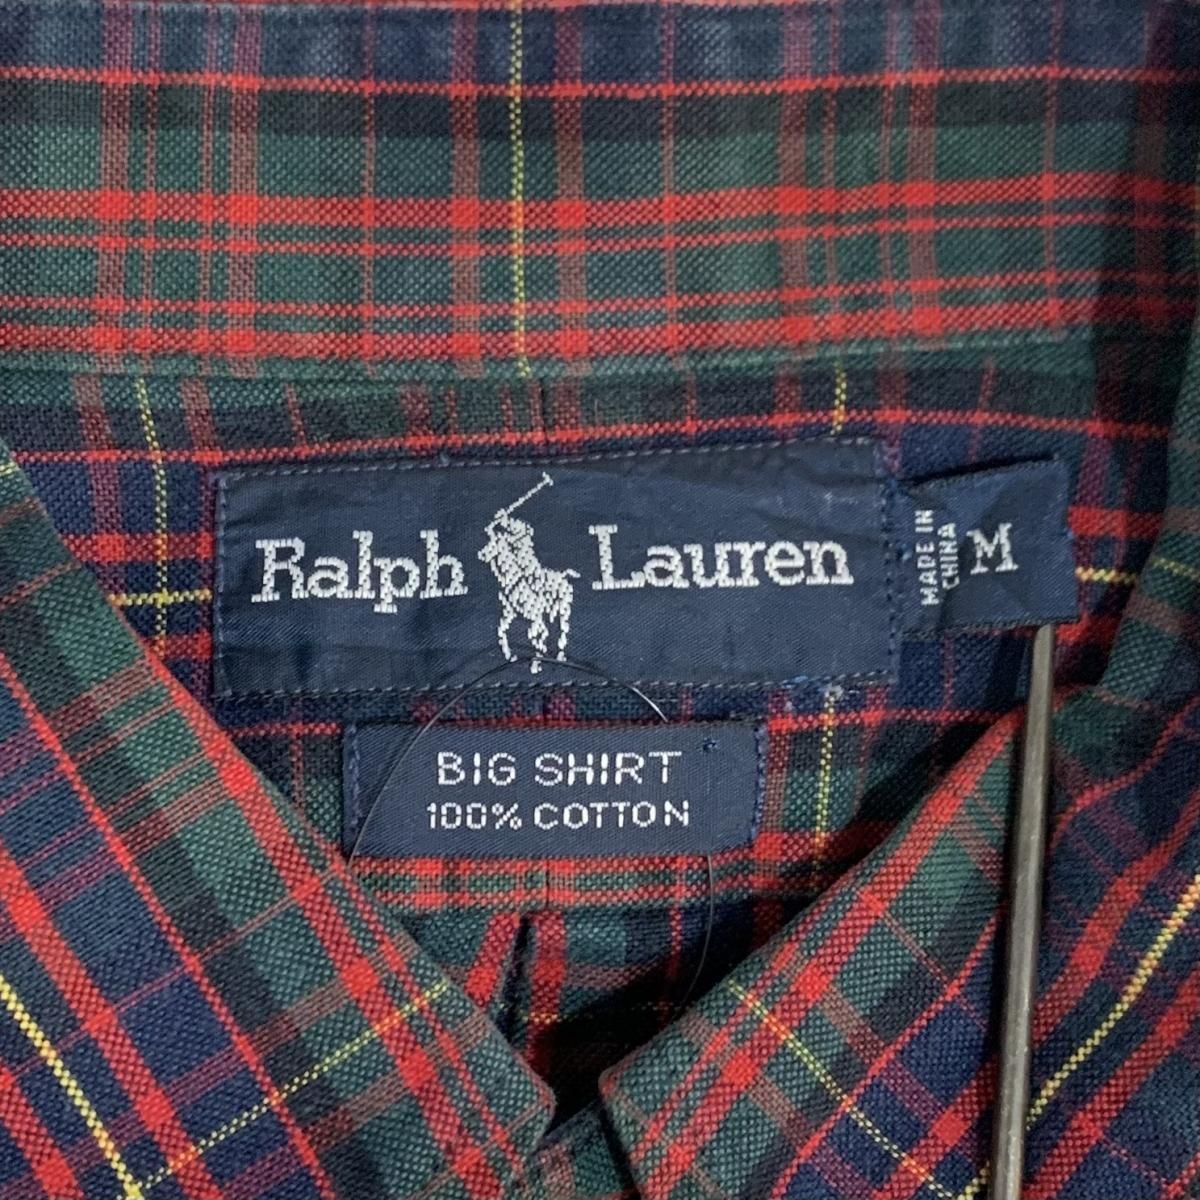 Ralph Lauren
MADE IN
CHINA
M
BIG SHIRT
100% COTTON